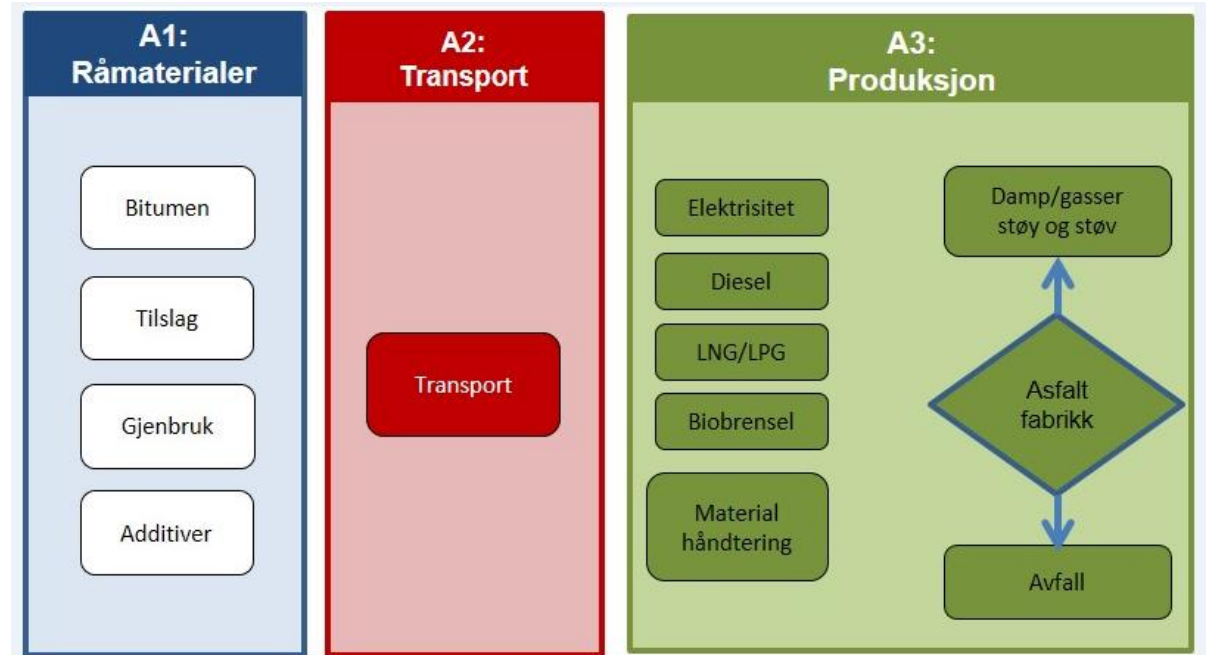 A1:
Råmaterialer
Bitumen
Tilslag
Gjenbruk
Additiver
A2:
Transport
Transport
A3:
Produksjon
Elektrisitet
Diesel
LNG/LPG
Biobrensel
Material
håndtering
Damp/gasser
støy og støv
Asfalt
fabrikk
Avfall